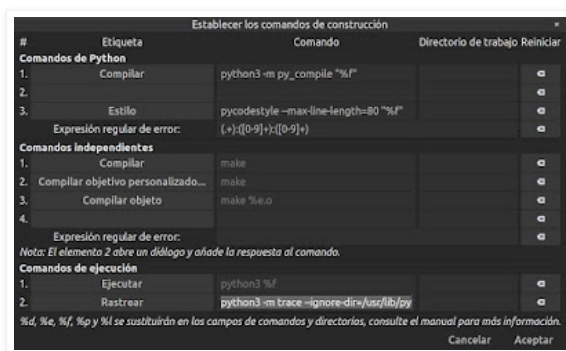 Establecer los comandos de construcción ×
# Etiqueta Comando Directorio de trabajo Reiniciar
Comandos de Python
1. Compilar python3 -m py_compile "%f"
2.
3. Estilo pycodestyle --max-line-length=80 "%f"
Expresión regular de error: (.+):([0-9]+):([0-9]+)
Comandos independientes
1. Compilar make
2. Compilar objetivo personalizado... make
3. Compilar objeto make %e.o
4.
Expresión regular de error:
Nota: El elemento 2 abre un diálogo y añade la respuesta al comando.
Comandos de ejecución
1. Ejecutar python3 %f
2. Rastrear python3 -m trace --ignore-dir=/usr/lib/py
%d, %e, %f, %p y %l se sustituirán en los campos de comandos y directorios, consulte el manual para más información.
Cancelar Aceptar